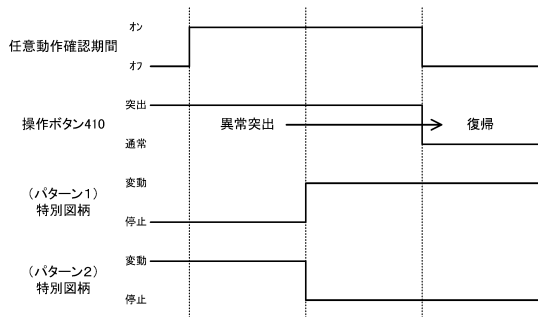 オン
任意動作確認期間
オフ
突出
操作ボタン410
異常突出
復帰
通常
変動
(パターン1)
特別図柄
停止
変動
(パターン2)
特別図柄
停止